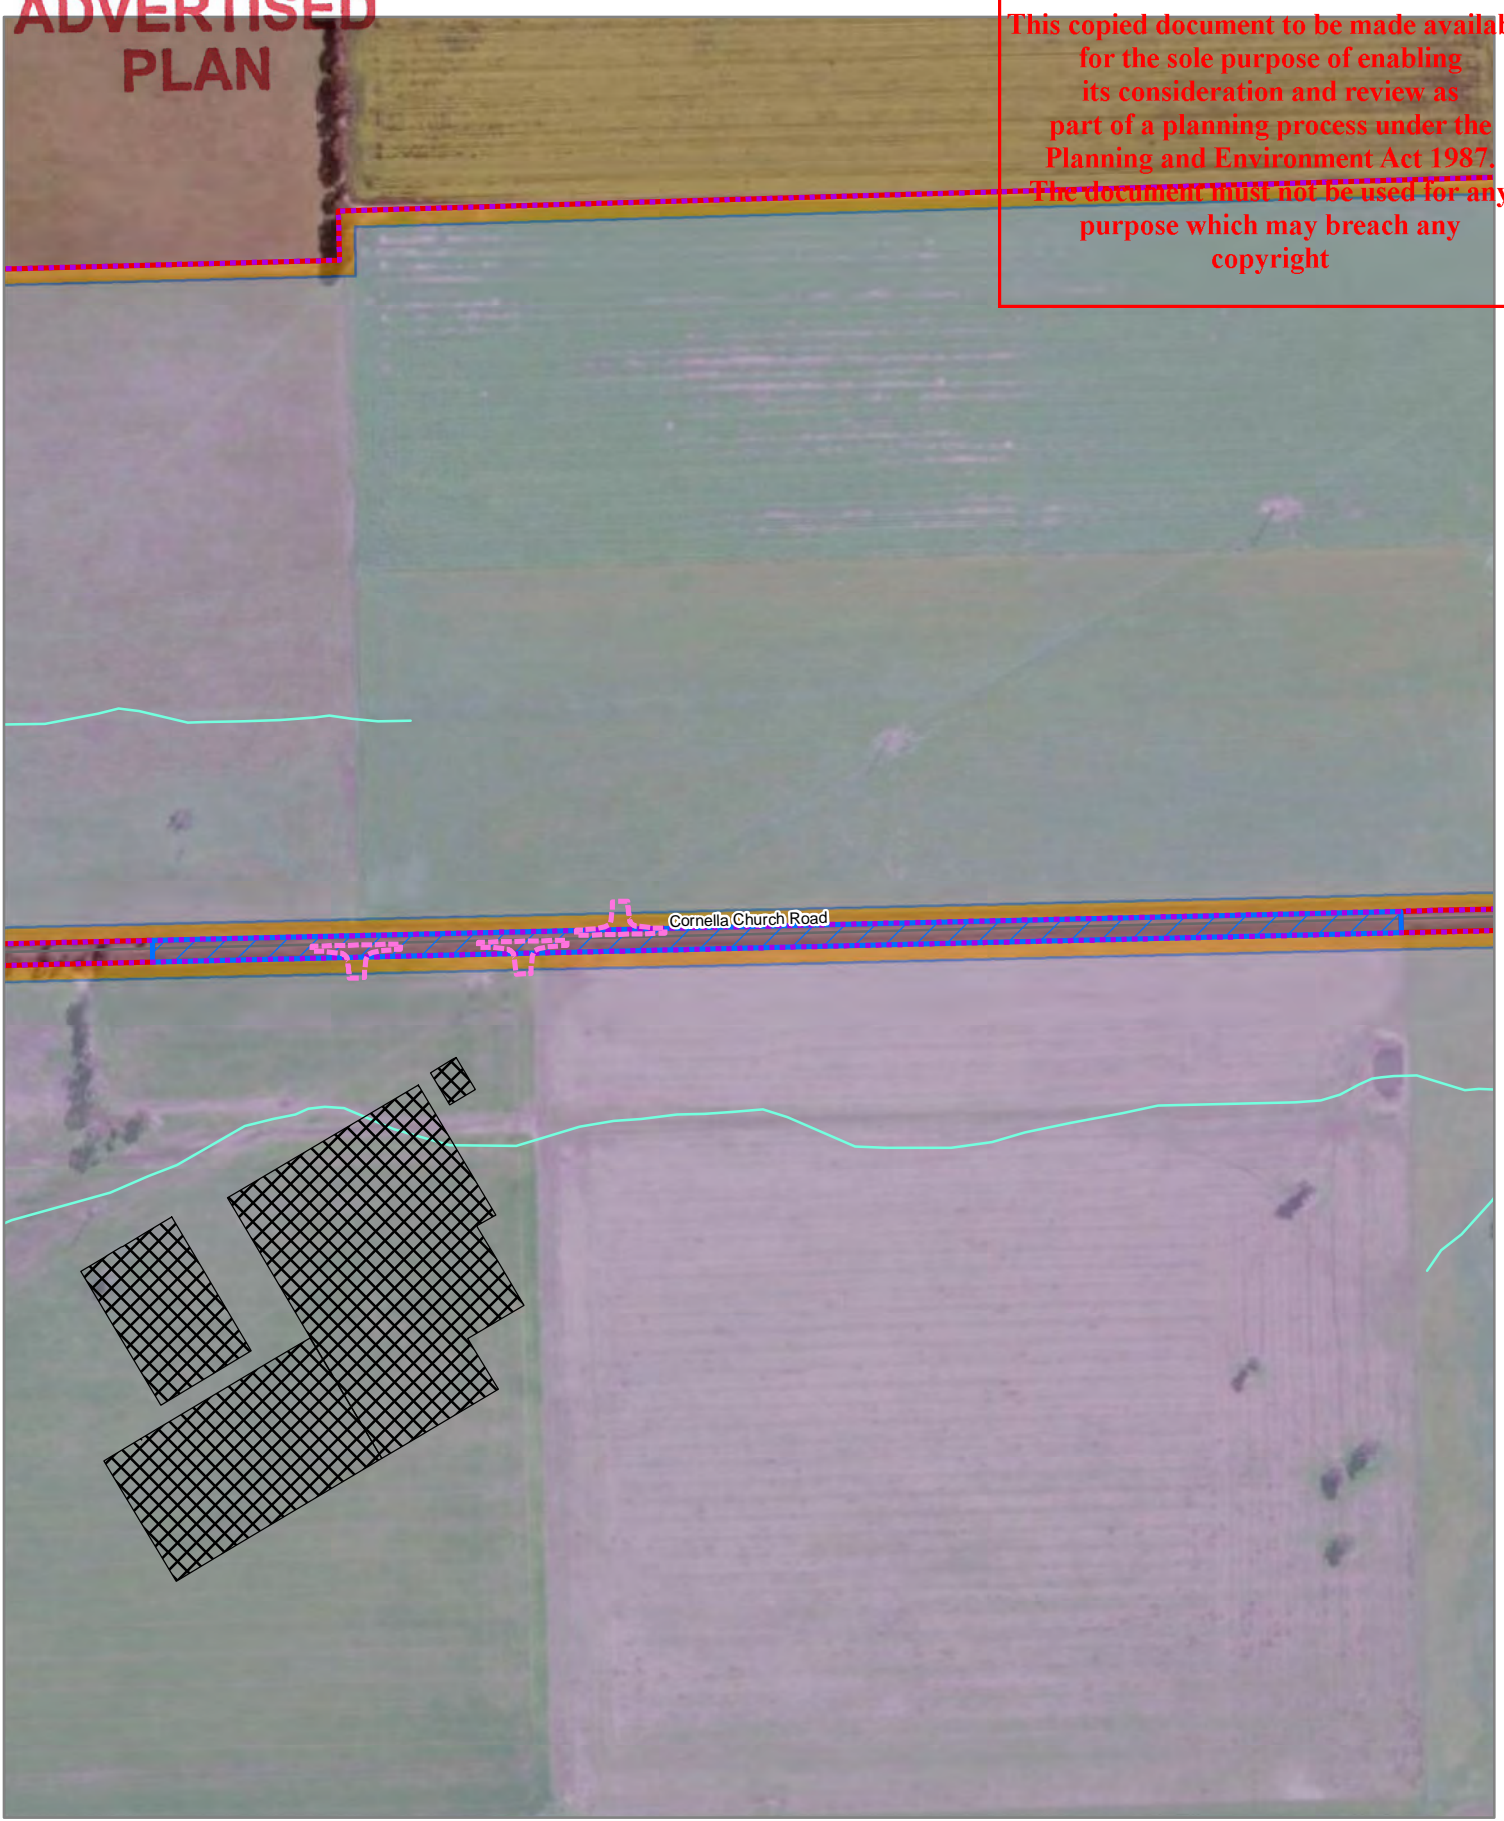 ADVERTISED
PLAN
This copied document to be made availab
for the sole purpose of enabling
its consideration and review as
part of a planning process under the
Planning and Environment Act 1987.
The document must not be used for any
purpose which may breach any
copyright
Cornella Church Road